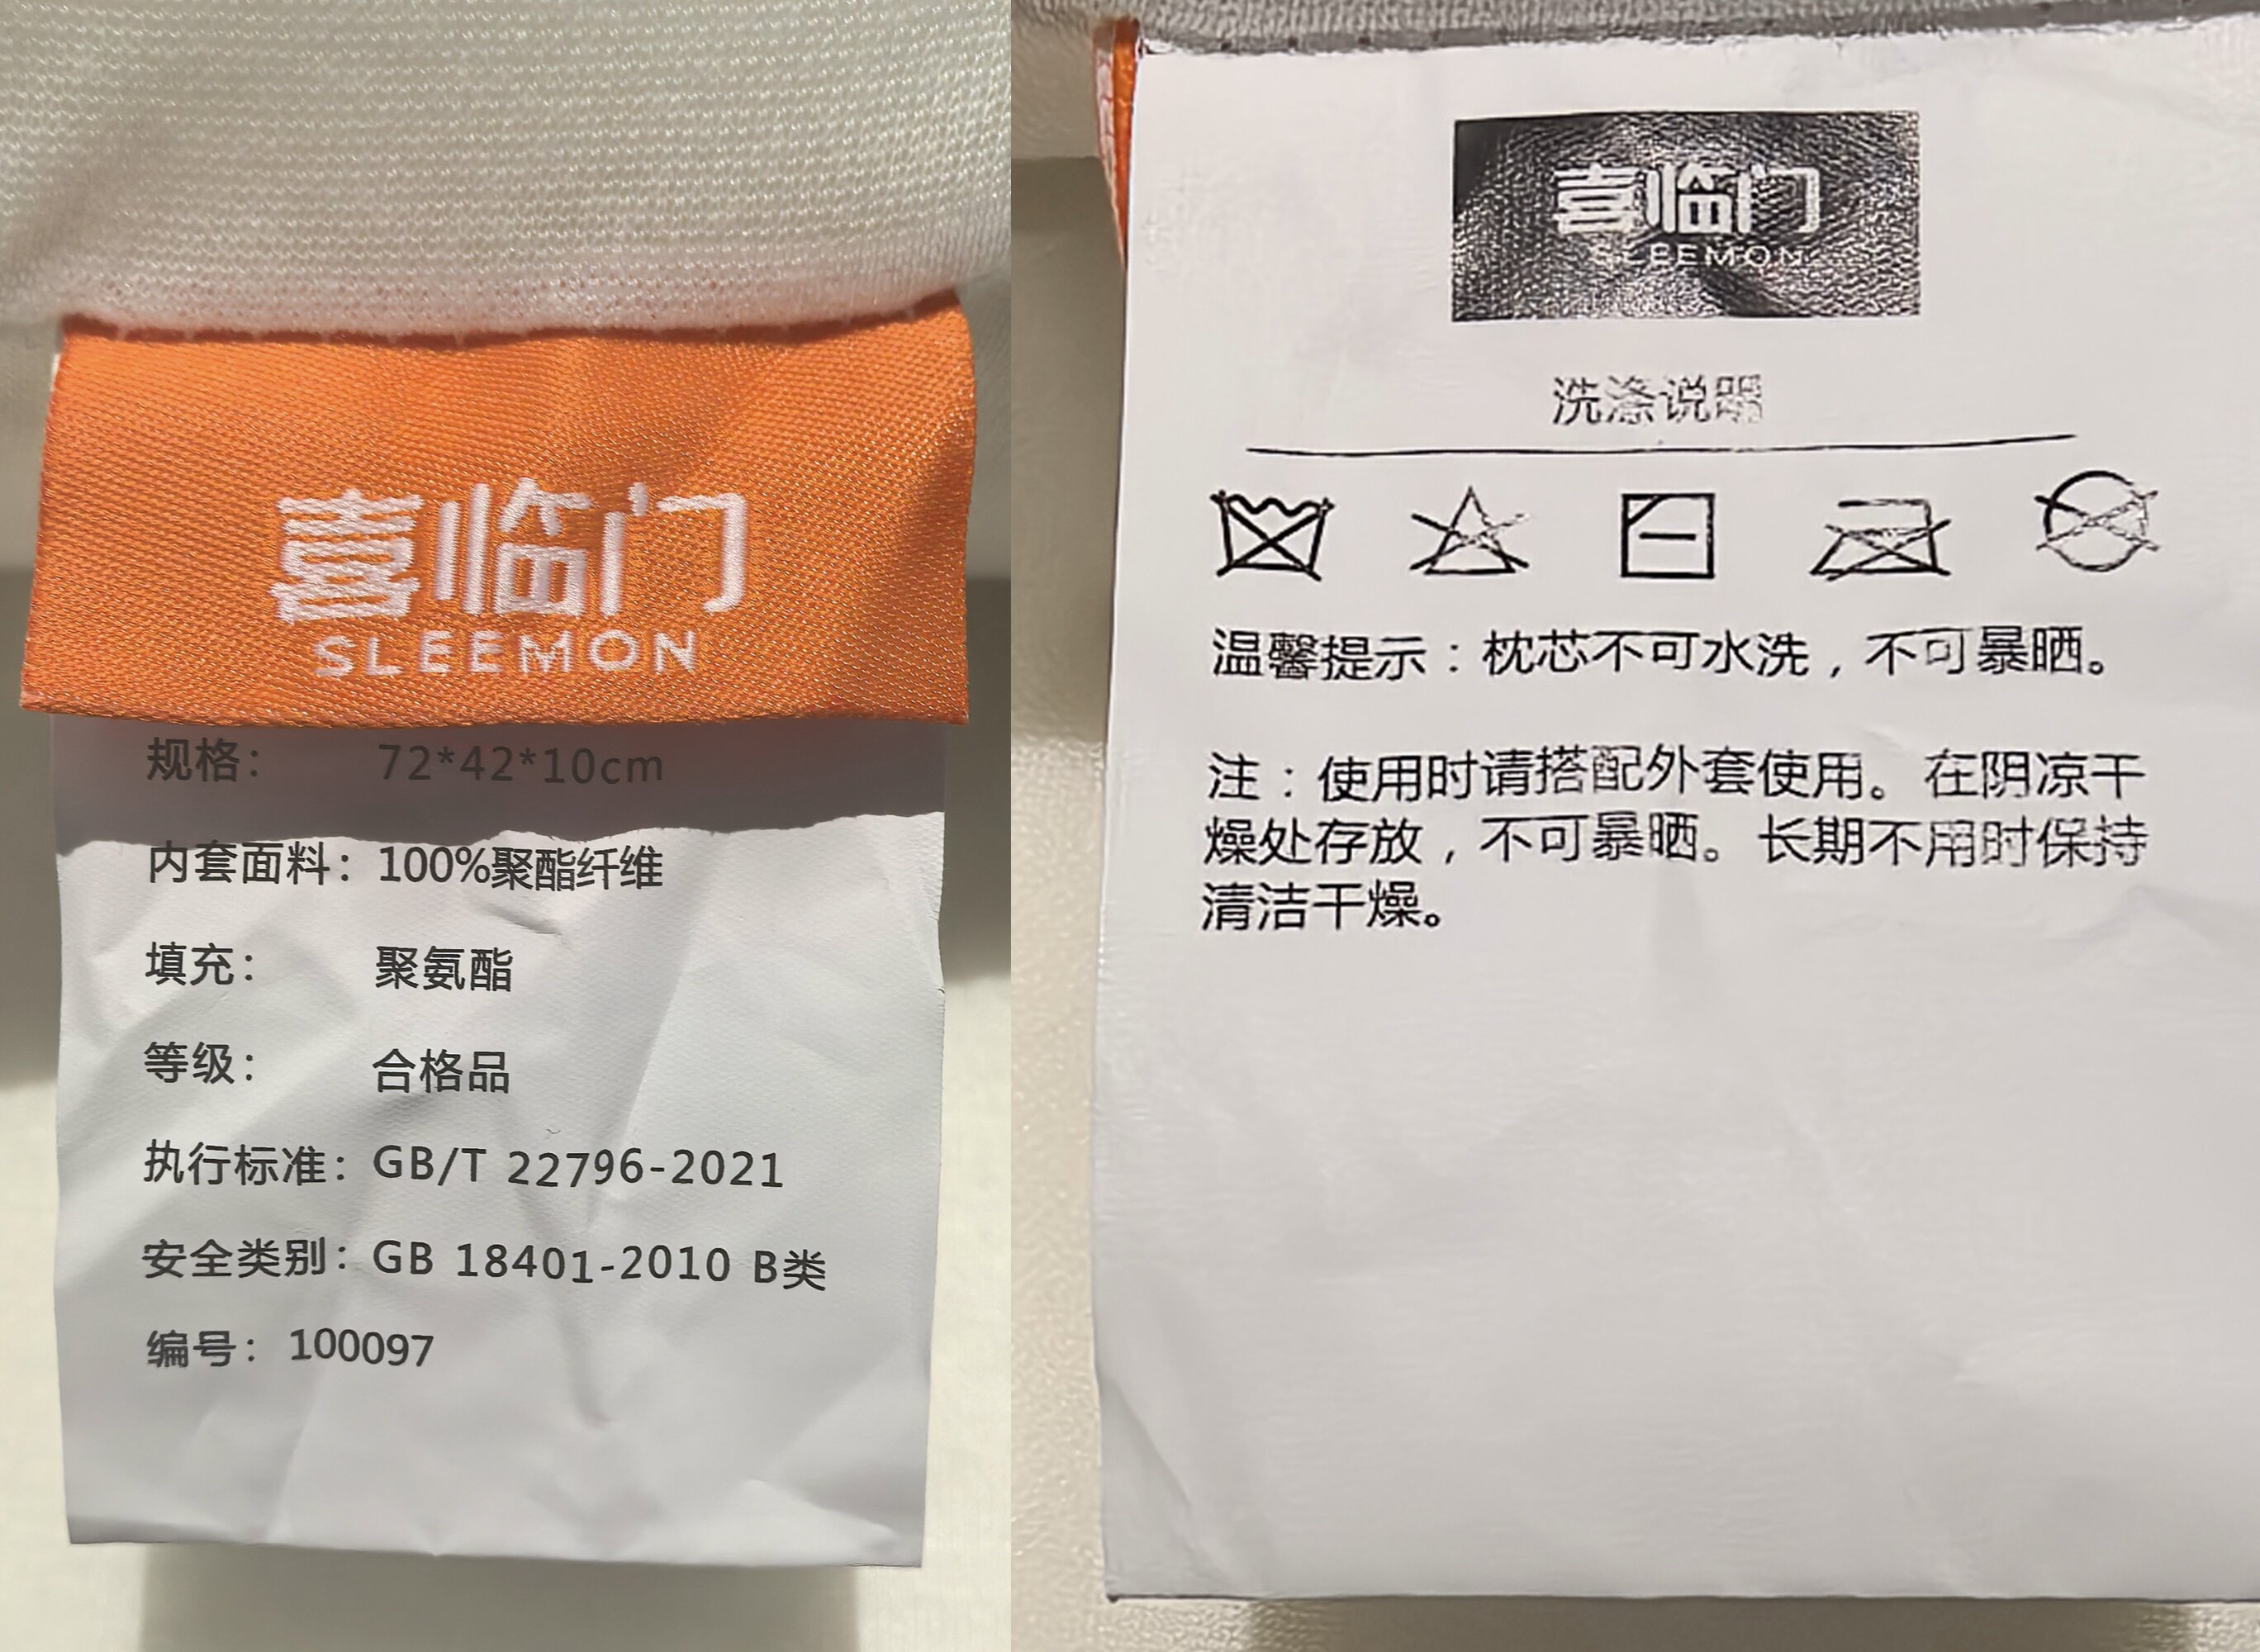 喜临门
SLEEMON
规格： 72*42*10cm
内套面料：100%聚酯纤维
填充： 聚氨酯
等级： 合格品
执行标准：GB/T 22796-2021
安全类别：GB 18401-2010 B类
编号：100097
喜临门
SLEEMON
洗涤说明
温馨提示：枕芯不可水洗，不可暴晒。
注：使用时请搭配外套使用。在阴凉干
燥处存放，不可暴晒。长期不用时保持
清洁干燥。